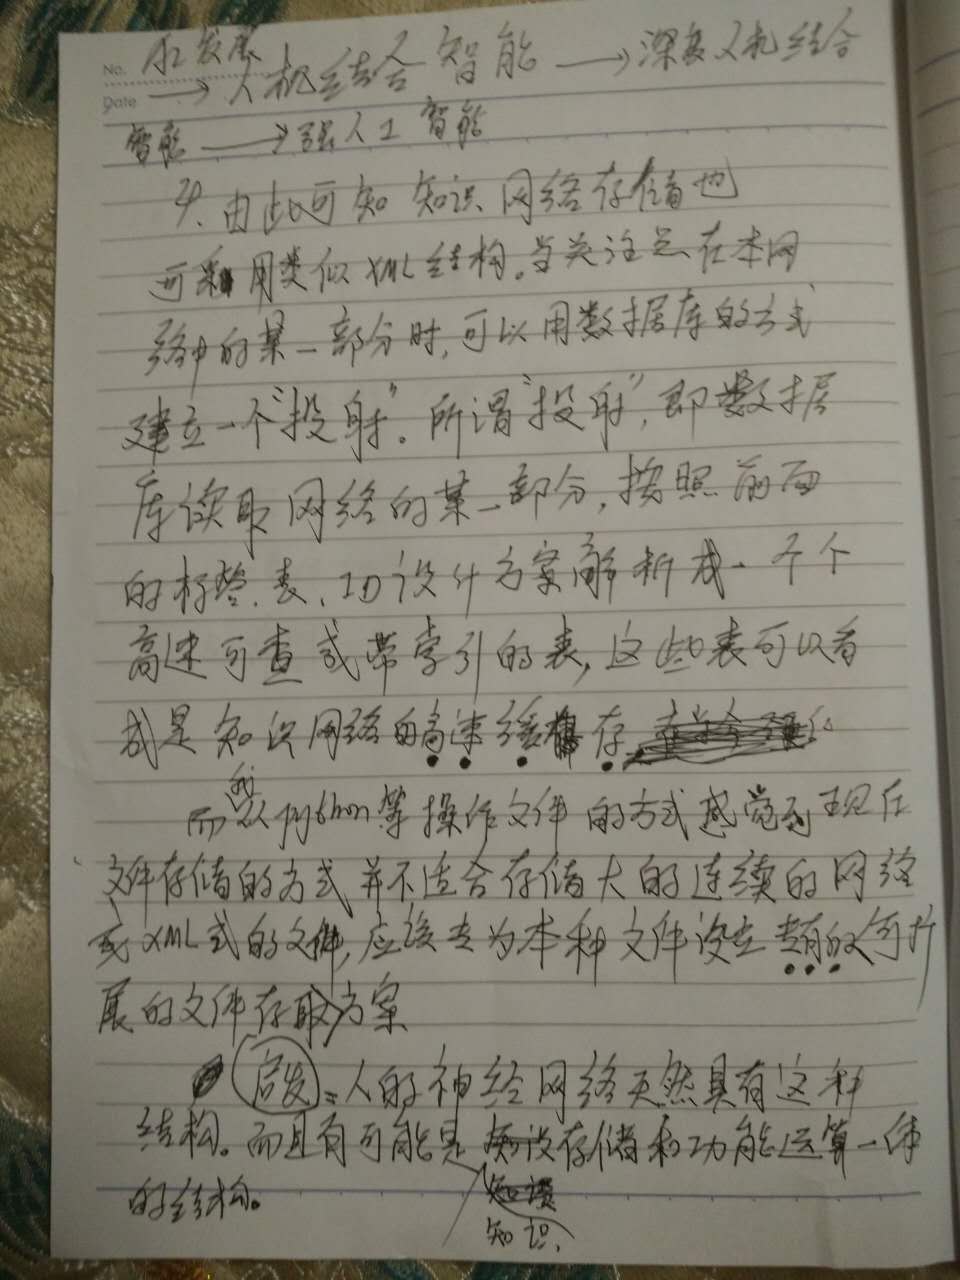 No.
Date
和发展
→人机结合智能→深度人机结合
智能→强人工智能
4.由此可知 知识网络存储也
可采用类似XML结构。当关注点在本网
络中的某一部分时,可以用数据库的方式
建立一个"投射"。所谓"投射",即数据
库读取网络的某一部分,按照前面
的标签、表、ID设计方案解析成一个个
高速可查或带索引的表,这些表可以看
成是知识网络的高速缓存
我
而从python等操作文件的方式感觉到现在
文件存储的方式并不适合存储大的连续的网络
或XML式的文件,应该专为本种文件设立专有的可扩
展的文件存取方案
启发:人的神经网络天然具有这种
结构。而且有可能是知识存储和功能运算一体
的结构。
知识、